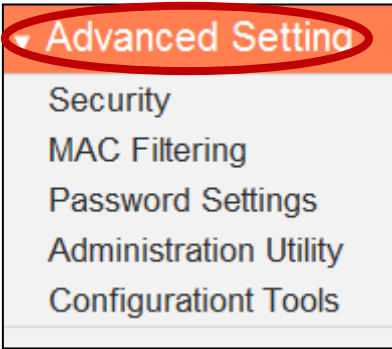 Advanced Setting
Security
MAC Filtering
Password Settings
Administration Utility
Configurationt Tools